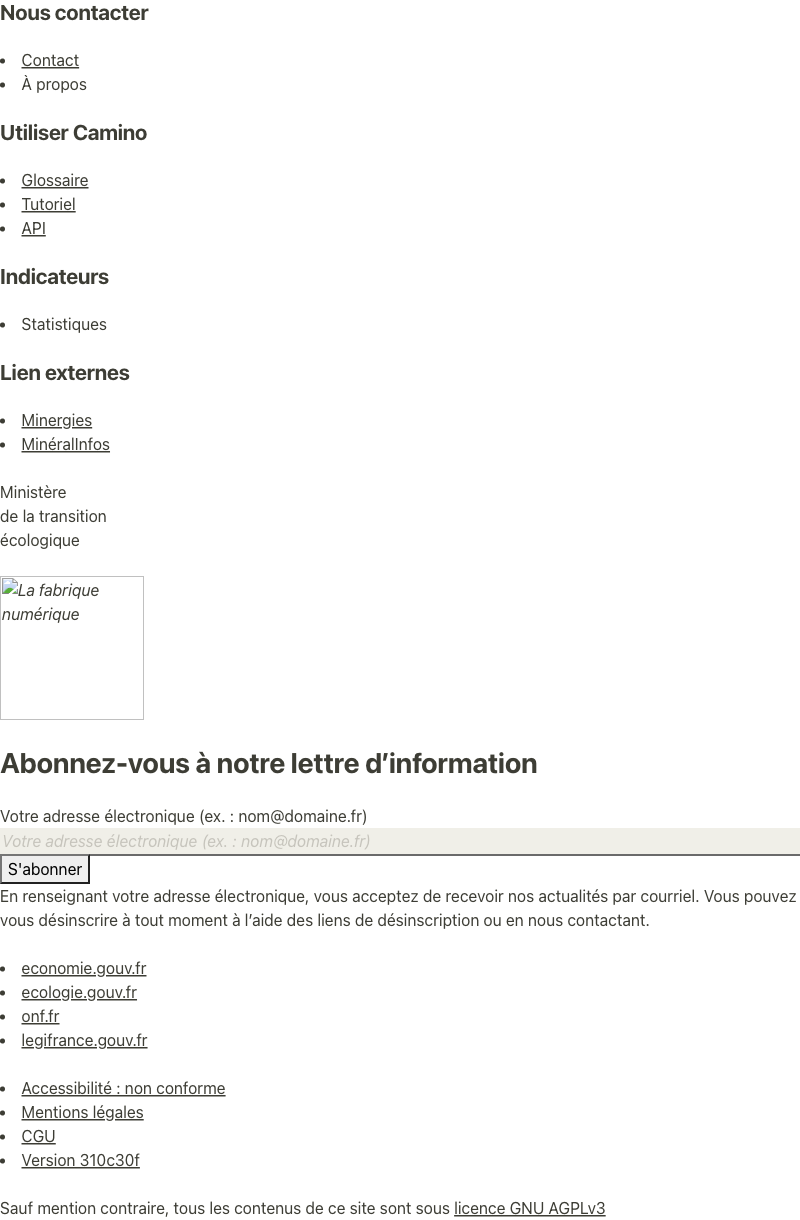 Nous contacter
Contact
À propos
Utiliser Camino
Glossaire
Tutoriel
API
Indicateurs
Statistiques
Lien externes
Minergies
MinéralInfos
Ministère
de la transition
écologique
La fabrique
numérique
Abonnez-vous à notre lettre d’information
Votre adresse électronique (ex. : nom@domaine.fr)
Votre adresse électronique (ex. : nom@domaine.fr)
S'abonner
En renseignant votre adresse électronique, vous acceptez de recevoir nos actualités par courriel. Vous pouvez
vous désinscrire à tout moment à l’aide des liens de désinscription ou en nous contactant.
economie.gouv.fr
ecologie.gouv.fr
onf.fr
legifrance.gouv.fr
Accessibilité : non conforme
Mentions légales
CGU
Version 310c30f
Sauf mention contraire, tous les contenus de ce site sont sous licence GNU AGPLv3